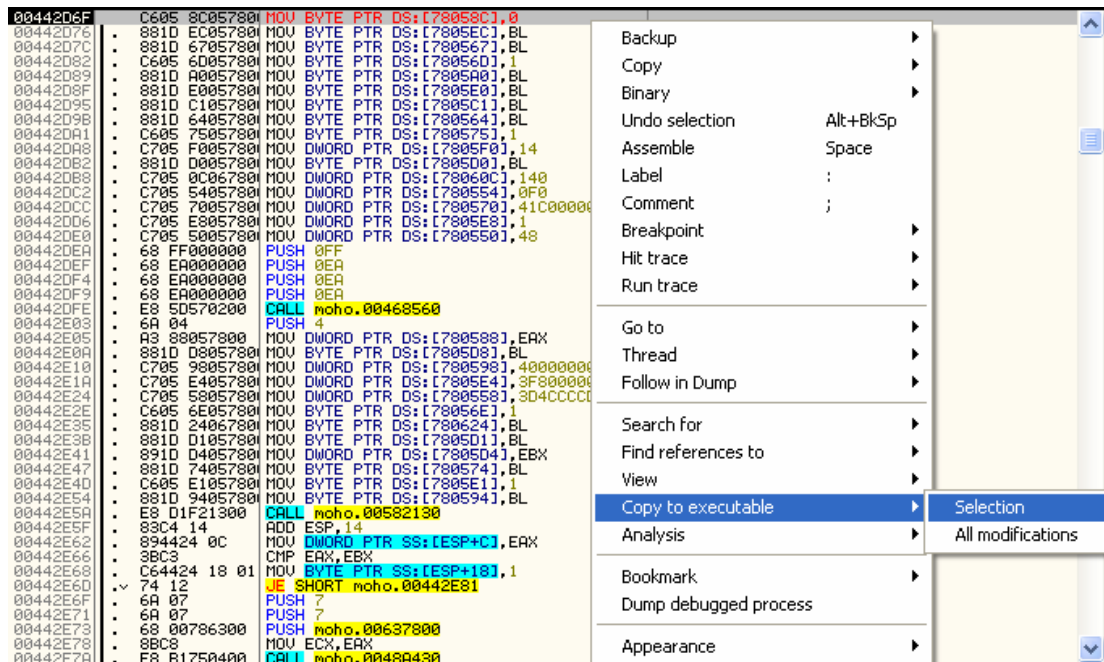 00442D6F C605 8C05780 MOV BYTE PTR DS:[78058C],0
00442D76 . 881D EC05780 MOV BYTE PTR DS:[7805EC],BL
00442D7C . 881D 6705780 MOV BYTE PTR DS:[780567],BL
00442D82 . C605 6D05780 MOV BYTE PTR DS:[78056D],1
00442D89 . 881D A005780 MOV BYTE PTR DS:[7805A0],BL
00442D8F . 881D E005780 MOV BYTE PTR DS:[7805E0],BL
00442D95 . 881D C105780 MOV BYTE PTR DS:[7805C1],BL
00442D9B . 881D 6405780 MOV BYTE PTR DS:[780564],BL
00442DA1 . C605 7505780 MOV BYTE PTR DS:[780575],1
00442DA8 . C705 F005780 MOV DWORD PTR DS:[7805F0],14
00442DB2 . 881D D005780 MOV BYTE PTR DS:[7805D0],BL
00442DB8 . C705 0C06780 MOV DWORD PTR DS:[78060C],140
00442DC2 . C705 5405780 MOV DWORD PTR DS:[780554],0F0
00442DCC . C705 7005780 MOV DWORD PTR DS:[780570],41C00000
00442DD6 . C705 E805780 MOV DWORD PTR DS:[7805E8],1
00442DE0 . C705 5005780 MOV DWORD PTR DS:[780550],48
00442DEA . 68 FF000000 PUSH 0FF
00442DEF . 68 EA000000 PUSH 0EA
00442DF4 . 68 EA000000 PUSH 0EA
00442DF9 . 68 EA000000 PUSH 0EA
00442DFE . E8 5D570200 CALL moho.00468560
00442E03 . 6A 04 PUSH 4
00442E05 . A3 88057800 MOV DWORD PTR DS:[780588],EAX
00442E0A . 881D D805780 MOV BYTE PTR DS:[7805D8],BL
00442E10 . C705 9805780 MOV DWORD PTR DS:[780598],4000000
00442E1A . C705 E405780 MOV DWORD PTR DS:[7805E4],3F80000
00442E24 . C705 5805780 MOV DWORD PTR DS:[780558],3D4CCCC
00442E2E . C605 6E05780 MOV BYTE PTR DS:[78056E],1
00442E35 . 881D 2406780 MOV BYTE PTR DS:[780624],BL
00442E3B . 881D D105780 MOV BYTE PTR DS:[7805D1],BL
00442E41 . 891D D405780 MOV DWORD PTR DS:[7805D4],EBX
00442E47 . 881D 7405780 MOV BYTE PTR DS:[780574],BL
00442E4D . C605 E105780 MOV BYTE PTR DS:[7805E1],1
00442E54 . 881D 9405780 MOV BYTE PTR DS:[780594],BL
00442E5A . E8 D1F21300 CALL moho.00582130
00442E5F . 83C4 14 ADD ESP,14
00442E62 . 894424 0C MOV DWORD PTR SS:[ESP+C],EAX
00442E66 . 3BC3 CMP EAX,EBX
00442E68 . C64424 18 01 MOV BYTE PTR SS:[ESP+18],1
00442E6D . 74 12 JE SHORT moho.00442E81
00442E6F . 6A 07 PUSH 7
00442E71 . 6A 07 PUSH 7
00442E73 . 68 00786300 PUSH moho.00637800
00442E78 . 8BC8 MOV ECX,EAX
00442E7A . E8 B1750400 CALL moho.0048A430
Backup
Copy
Binary
Undo selection Alt+BkSp
Assemble Space
Label :
Comment ;
Breakpoint
Hit trace
Run trace
Go to
Thread
Follow in Dump
Search for
Find references to
View
Copy to executable
Analysis
Bookmark
Dump debugged process
Appearance
Selection
All modifications